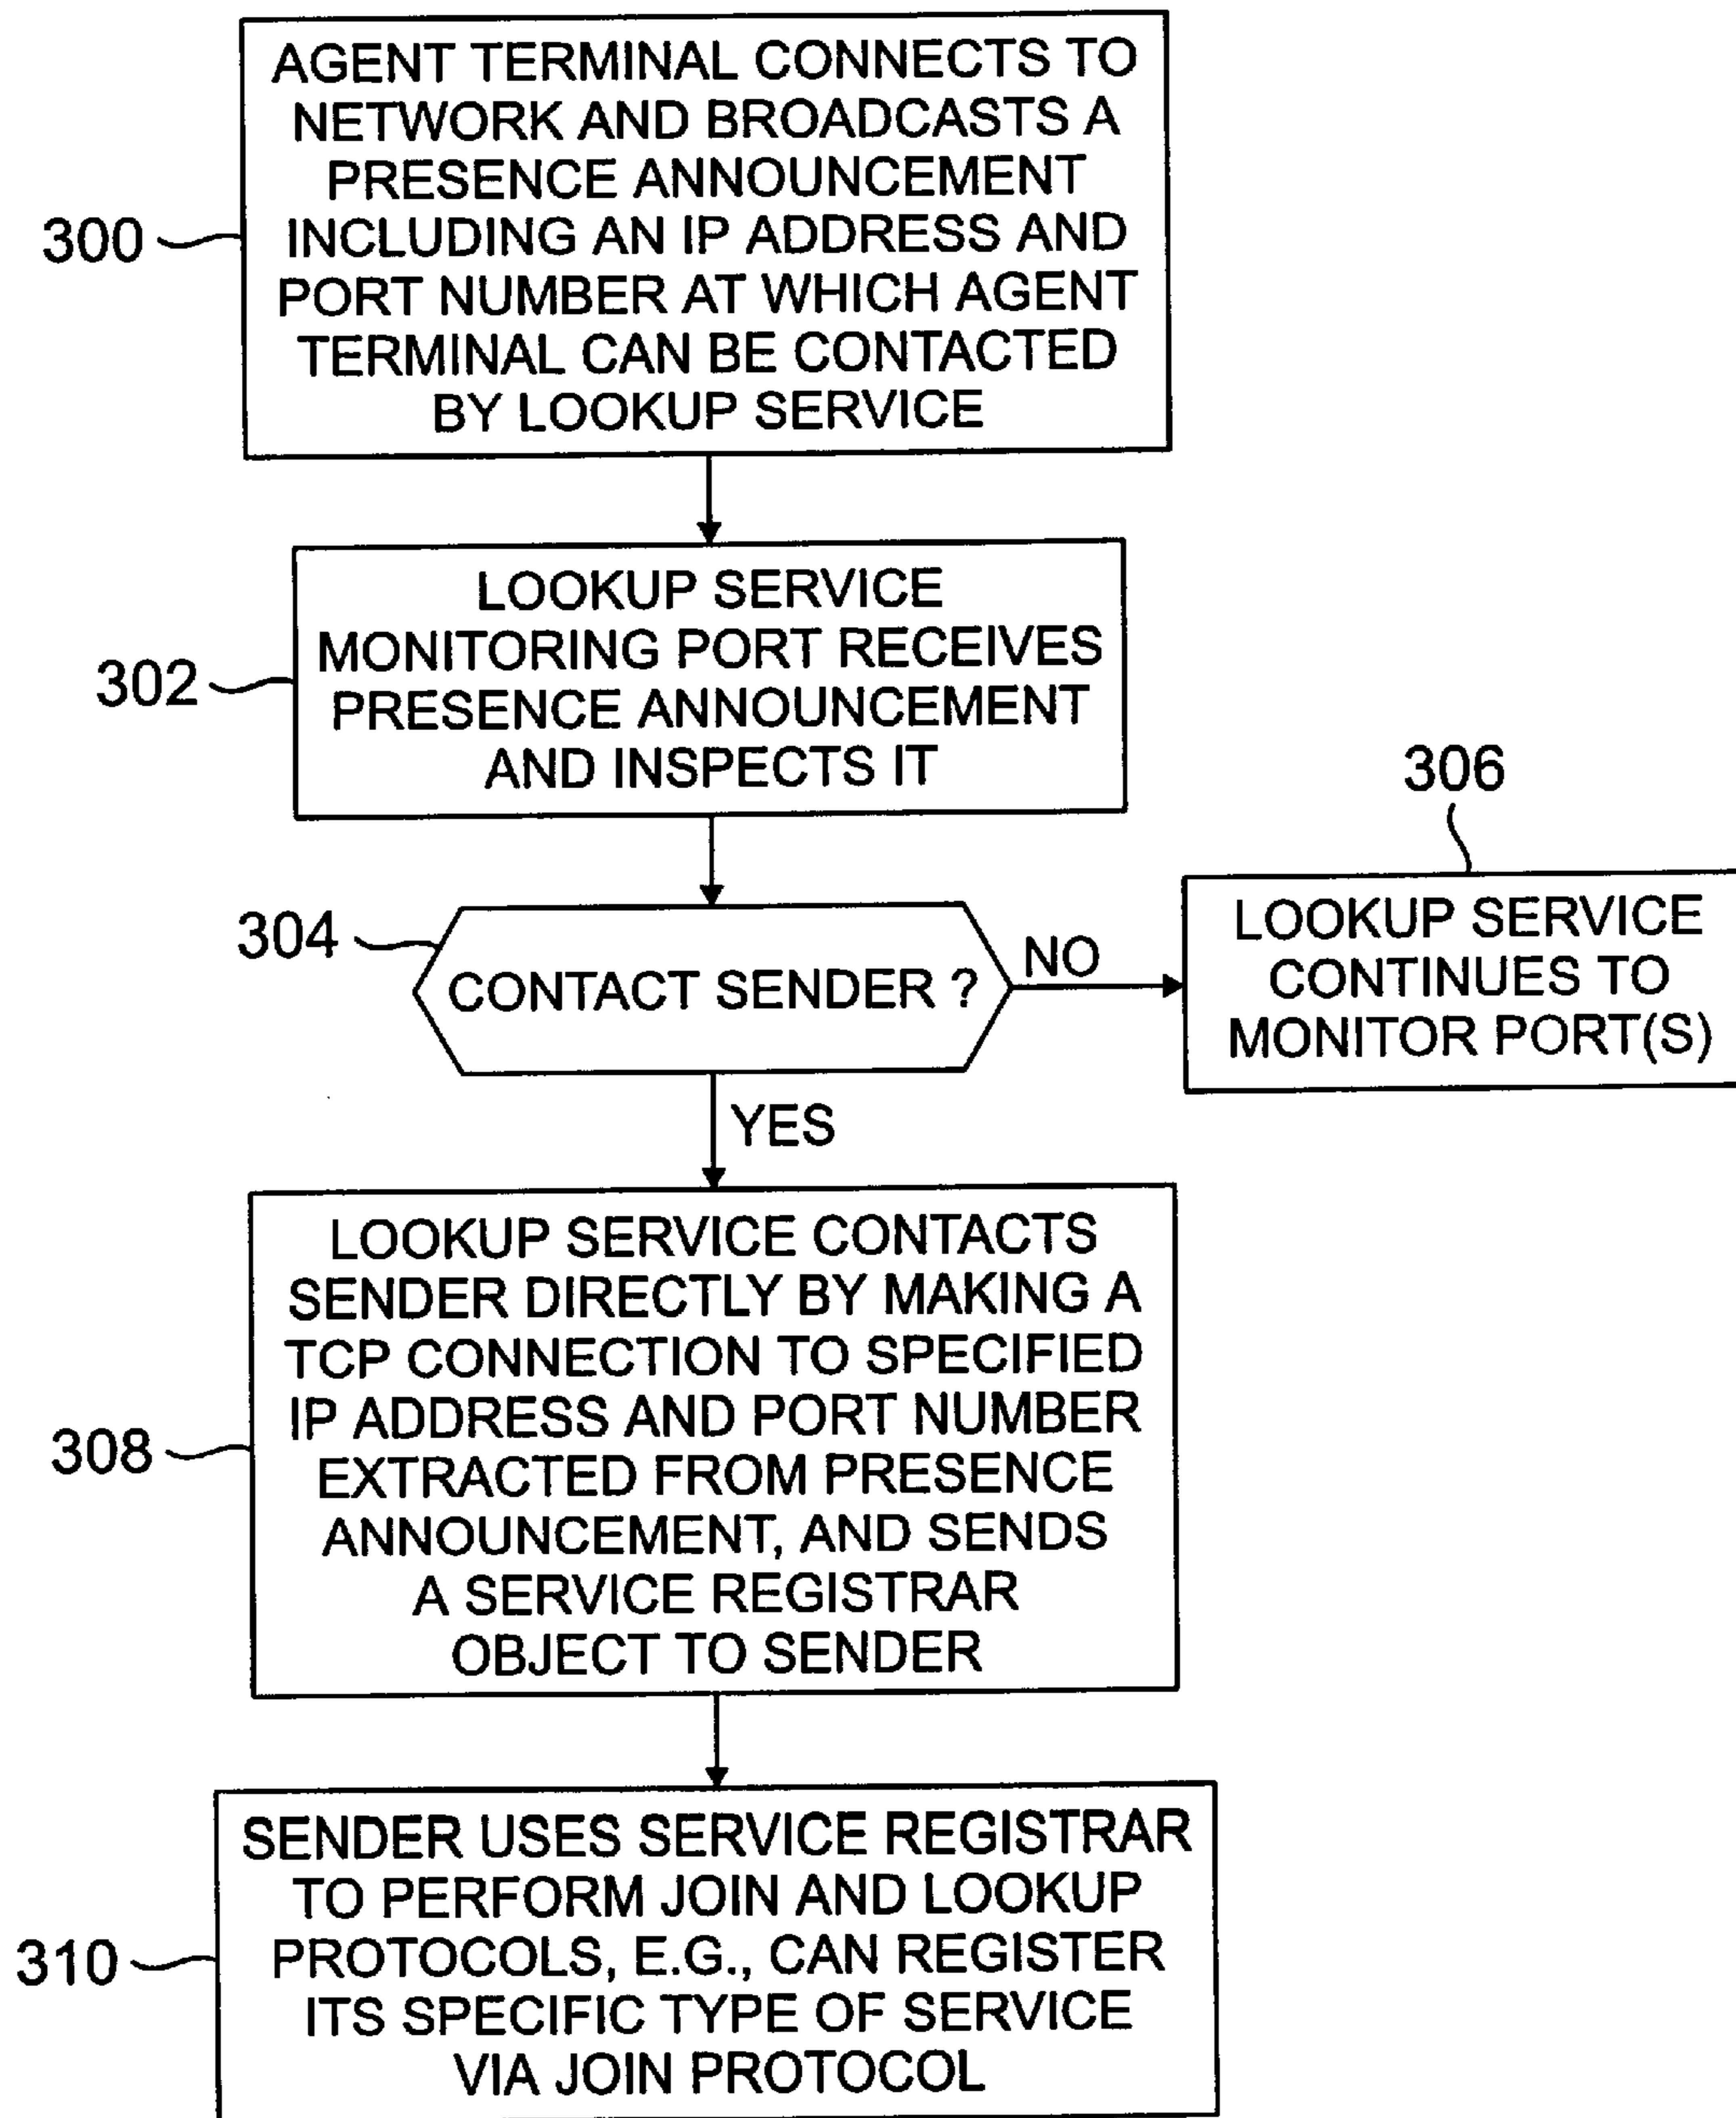 300
AGENT TERMINAL CONNECTS TO
NETWORK AND BROADCASTS A
PRESENCE ANNOUNCEMENT
INCLUDING AN IP ADDRESS AND
PORT NUMBER AT WHICH AGENT
TERMINAL CAN BE CONTACTED
BY LOOKUP SERVICE
302
LOOKUP SERVICE
MONITORING PORT RECEIVES
PRESENCE ANNOUNCEMENT
AND INSPECTS IT
304
CONTACT SENDER ?
NO
306
LOOKUP SERVICE
CONTINUES TO
MONITOR PORT(S)
YES
308
LOOKUP SERVICE CONTACTS
SENDER DIRECTLY BY MAKING A
TCP CONNECTION TO SPECIFIED
IP ADDRESS AND PORT NUMBER
EXTRACTED FROM PRESENCE
ANNOUNCEMENT, AND SENDS
A SERVICE REGISTRAR
OBJECT TO SENDER
310
SENDER USES SERVICE REGISTRAR
TO PERFORM JOIN AND LOOKUP
PROTOCOLS, E.G., CAN REGISTER
ITS SPECIFIC TYPE OF SERVICE
VIA JOIN PROTOCOL